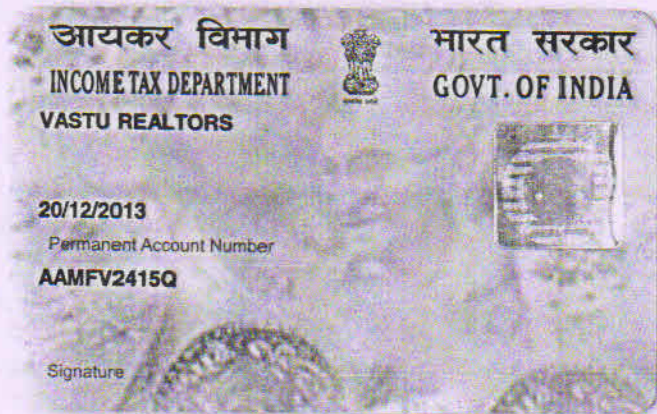 आयकर विभाग
भारत सरकार
INCOME TAX DEPARTMENT
GOVT. OF INDIA
VASTU REALTORS
20/12/2013
Permanent Account Number
AAMFV2415Q
Signature